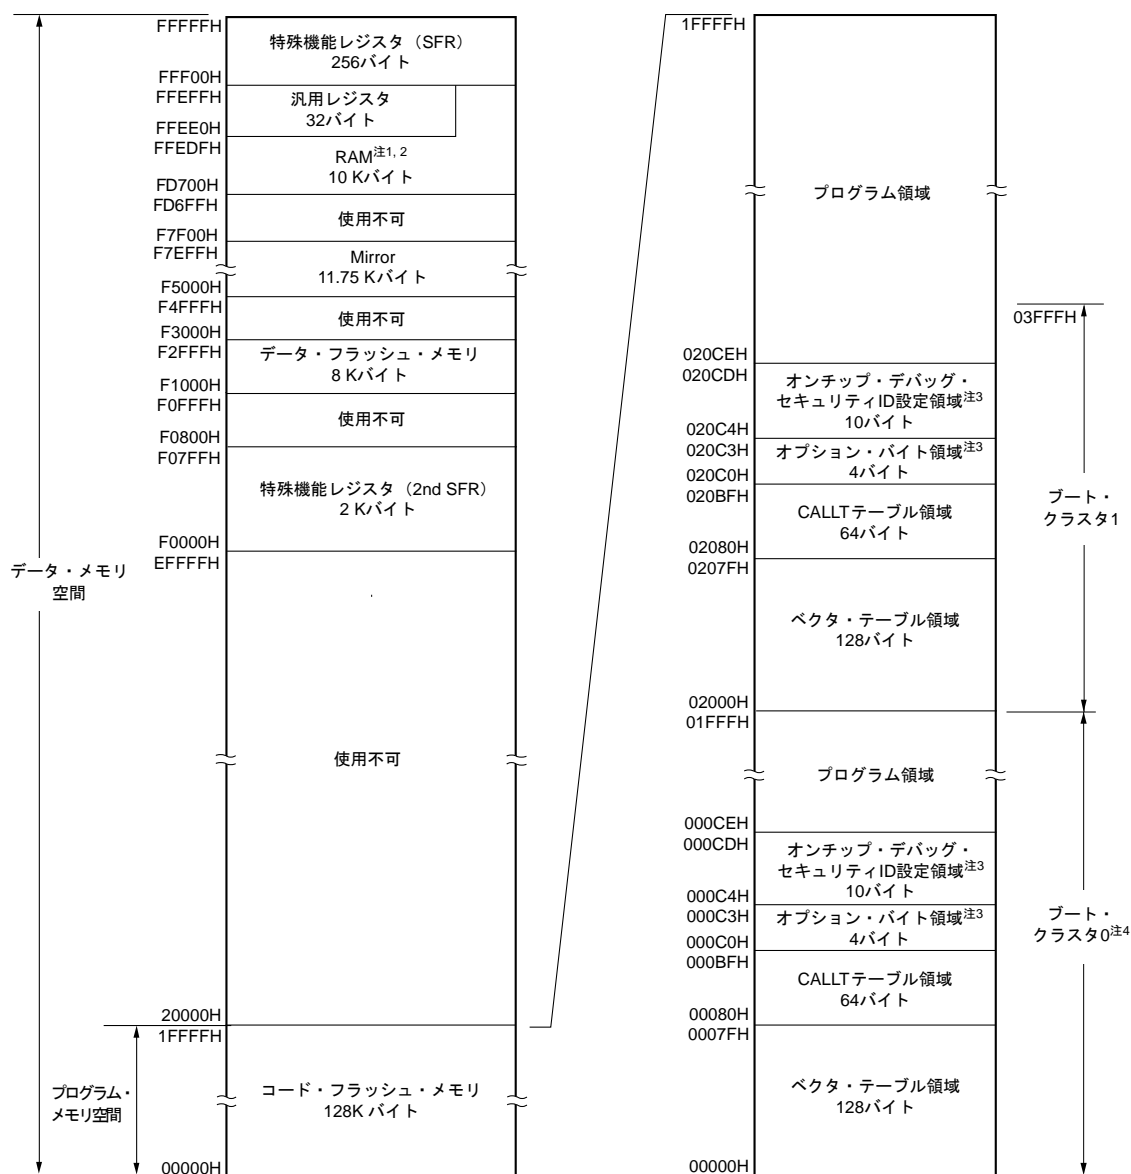 FFFFFH
特殊機能レジスタ（SFR）
256バイト
FFF00H
FFEFFH
汎用レジスタ
32バイト
FFEE0H
FFEDFH
RAM注1, 2
10 Kバイト
FD700H
FD6FFH
使用不可
F7F00H
F7EFFH
Mirror
11.75 Kバイト
F5000H
F4FFFH
使用不可
F3000H
F2FFFH
データ・フラッシュ・メモリ
8 Kバイト
F1000H
F0FFFH
使用不可
F0800H
F07FFH
特殊機能レジスタ（2nd SFR）
2 Kバイト
F0000H
EFFFFH
データ・メモリ
空間
使用不可
20000H
1FFFFH
プログラム・
メモリ空間
コード・フラッシュ・メモリ
128K バイト
00000H
1FFFFH
プログラム領域
03FFFH
020CEH
020CDH
オンチップ・デバッグ・
セキュリティID設定領域注3
10バイト
020C4H
020C3H
オプション・バイト領域注3
4バイト
020C0H
020BFH
CALLTテーブル領域
64バイト
ブート・
クラスタ1
02080H
0207FH
ベクタ・テーブル領域
128バイト
02000H
01FFFH
プログラム領域
000CEH
000CDH
オンチップ・デバッグ・
セキュリティID設定領域注3
10バイト
000C4H
000C3H
オプション・バイト領域注3
4バイト
000C0H
000BFH
ブート・
クラスタ0注4
CALLTテーブル領域
64バイト
00080H
0007FH
ベクタ・テーブル領域
128バイト
00000H